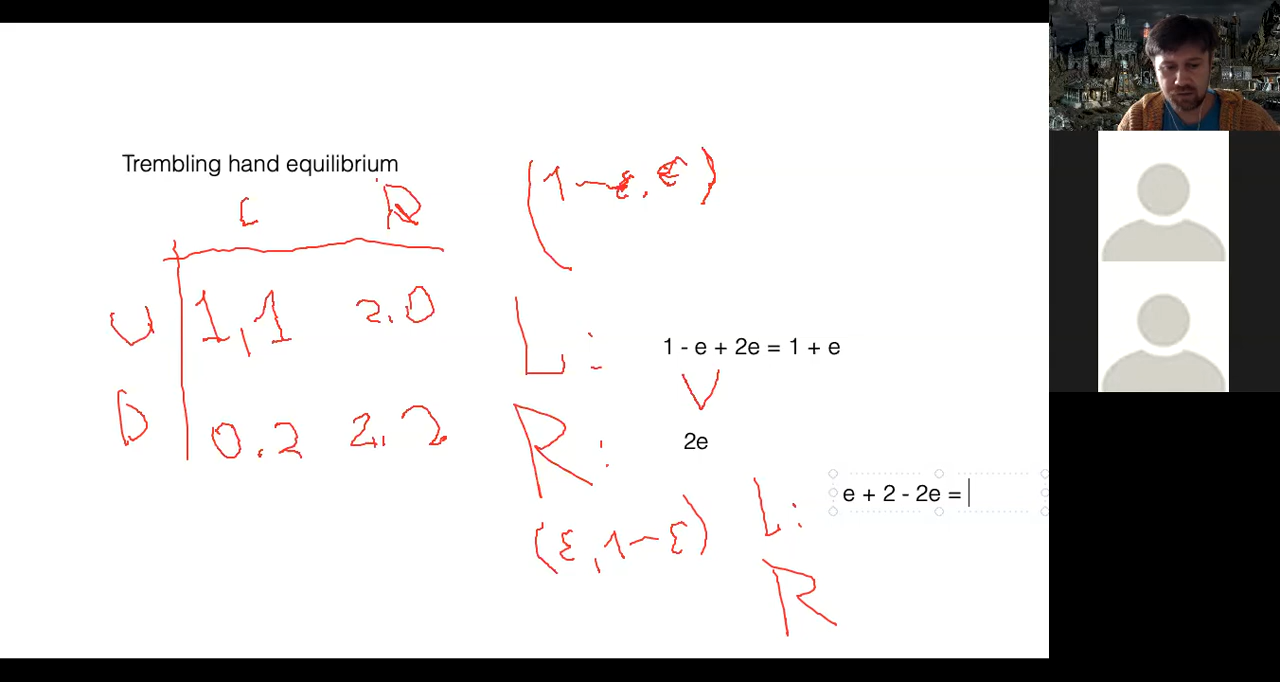 Trembling hand equilibrium
(1-ε, ε)
L R
U 1,1 2.0
D 0.2 2,2
L: 1 - e + 2e = 1 + e
V
R: 2e
(ε,1-ε)
L: e + 2 - 2e =
R